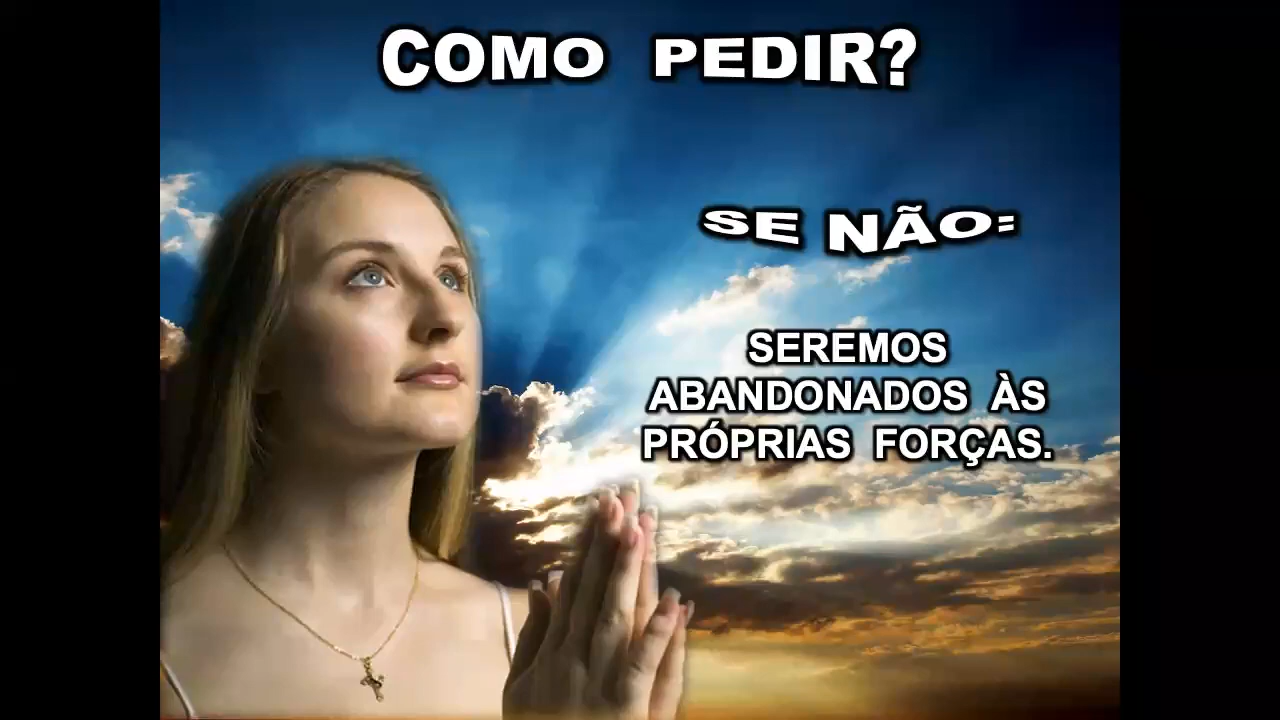 COMO PEDIR?
SE NÃO:
SEREMOS
ABANDONADOS ÀS
PRÓPRIAS FORÇAS.